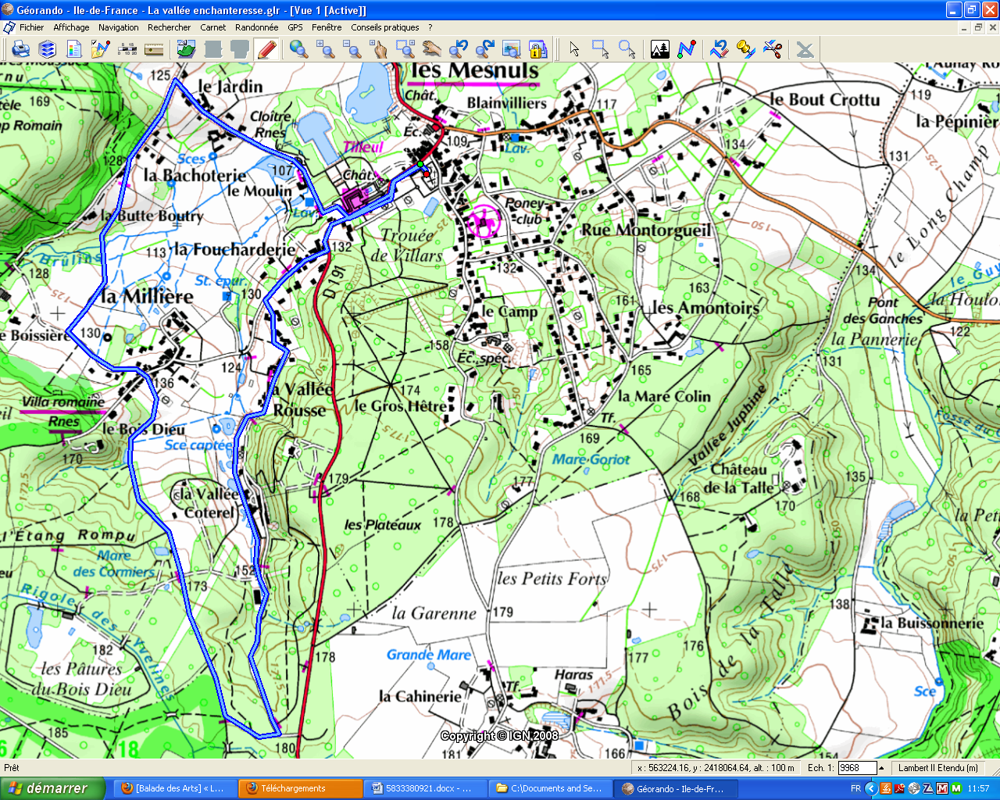 Géorando - Ile-de-France - La vallée enchanteresse.glr - [Vue 1 [Active]]
Fichier Affichage Navigation Rechercher Carnet Randonnée GPS Fenêtre Conseils pratiques ?
les Mesnuls
125
le Jardin
Chât.
Blainvilliers
117
le Bout Crottu
119
169
Romain
Cloître
Rnes
Éc.
109
la Pépinière
Tilleul
Lav.
134
131
128
Sces
107
la Bachoterie
Chât.
le Moulin
Lav.
Poney-
club
le Long Champ
125
la Butte Boutry
Trouée
de Villars
Rue Montorgueil
150
113
la Foucharderie
132
Brûlins
128
132
134
le Guy
St. épur.
130
D 191
163
la Millière
161
Pont
des Ganches
le Camp
les Amontoirs
la Pannerie
122
Boissière
130
158
Éc. spéc.
124
165
131
136
la Vallée
Rousse
174
la Mare Colin
Villa romaine
Rnes
le Gros Hêtre
le Bois Dieu
Tf.
Vallée Juphine
Sce captée
169
170
175
Mare Goriot
Château
de la Talle
135
177
179
168
170
la Vallée
Coterel
les Plateaux
178
l'Étang Rompu
Mare
des Cormiers
152
173
les Petits Forts
175
Rigole des Yvelines
la Garenne
179
138
la Buissonnerie
182
Grande Mare
178
177
176
Bois de la Talle
les Pâtures
du Bois Dieu
Haras
177.5
la Cahinerie
Tf.
Sce
185
18
180
Copyright © IGN 2008
181
166
Prêt
x : 563224.16, y : 2418064.64, alt. : 100 m
Ech. 1: 9968
Lambert II Etendu (m)
démarrer
[Balade des Arts] « L...
Téléchargements
5833380921.docx - ...
C:\Documents and Se...
Géorando - Ile-de-Fr...
FR
11:57